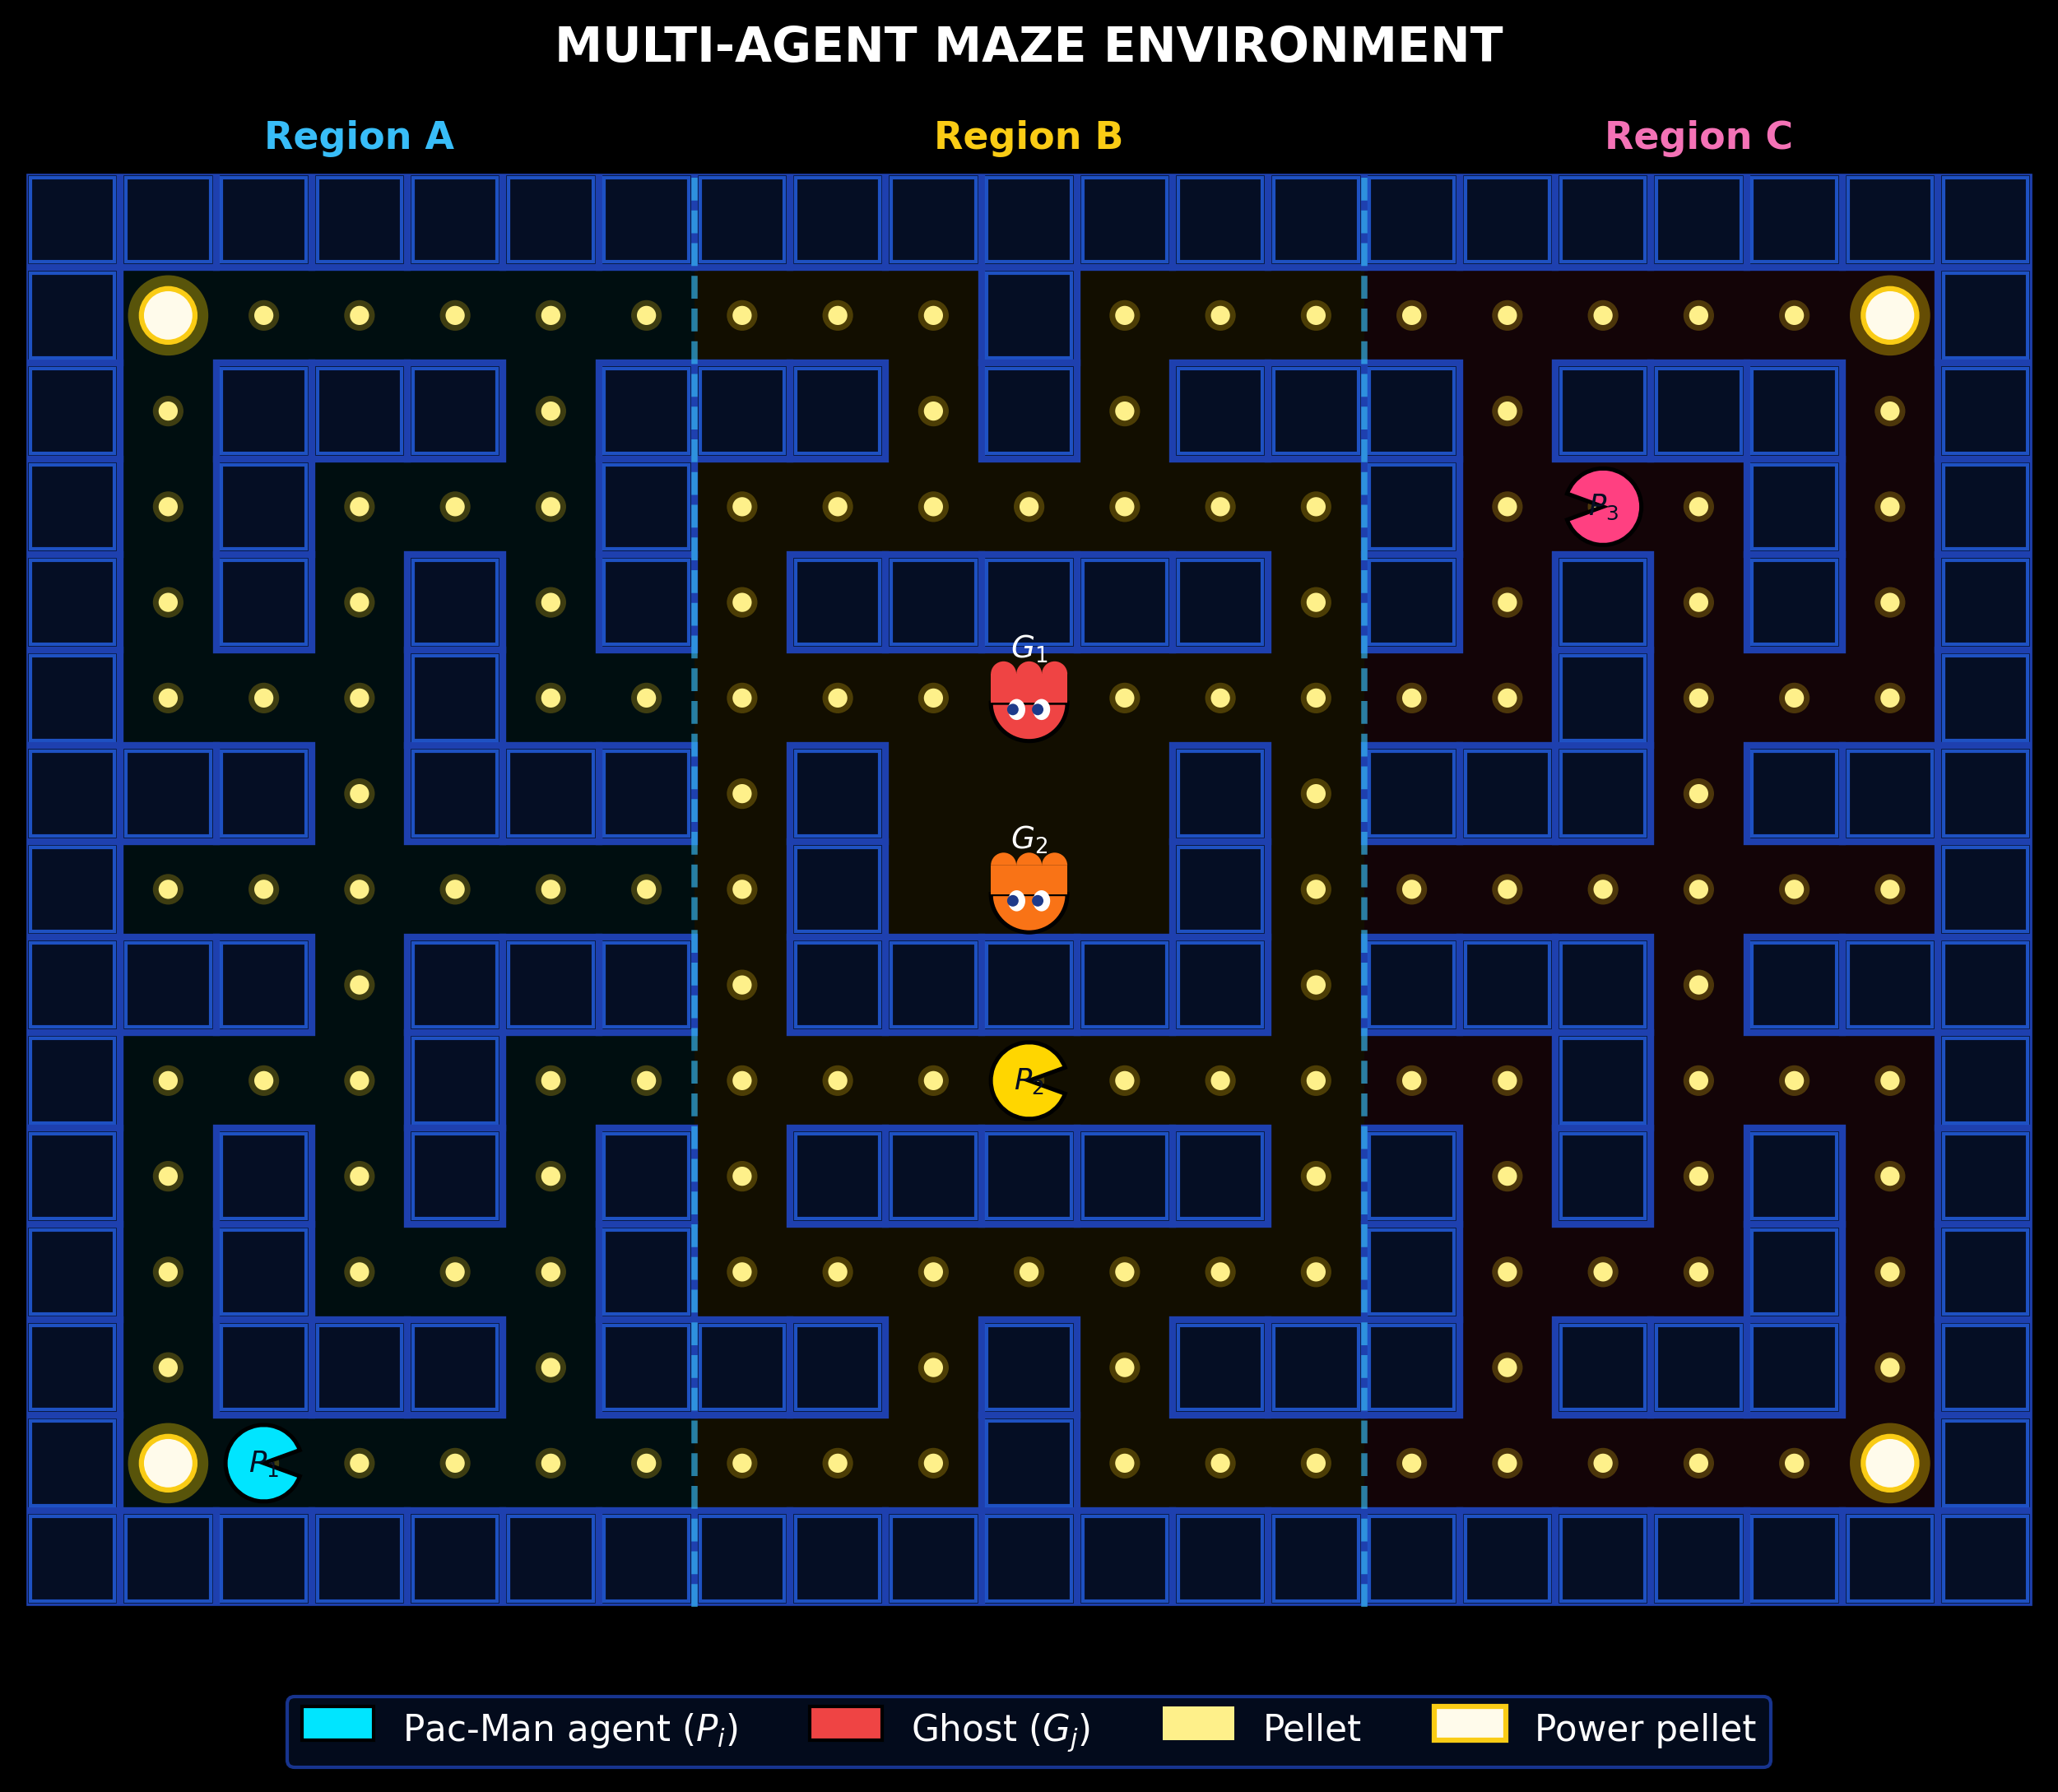 MULTI-AGENT MAZE ENVIRONMENT
Region A Region B Region C
P₃
G₁
G₂
P₂
P₁
Pac-Man agent (Pᵢ) Ghost (Gⱼ) Pellet Power pellet